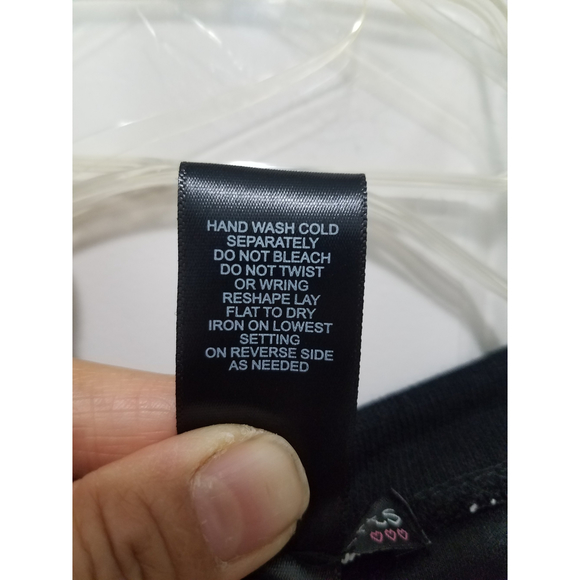 HAND WASH COLD
SEPARATELY
DO NOT BLEACH
DO NOT TWIST
OR WRING
RESHAPE LAY
FLAT TO DRY
IRON ON LOWEST
SETTING
ON REVERSE SIDE
AS NEEDED